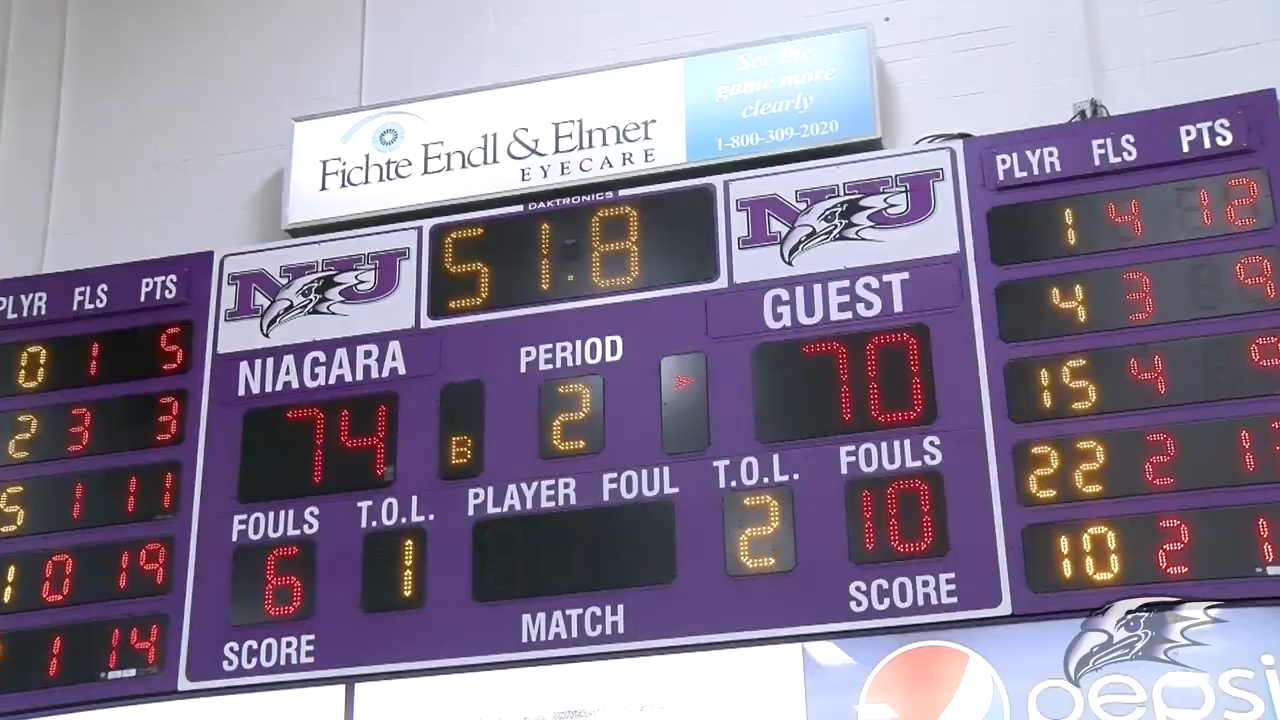 Fichte Endl & Elmer
EYECARE
See the
game more
clearly
1-800-309-2020
DAKTRONICS
NU
51.8
NU
NIAGARA
PERIOD
GUEST
74
B
2
70
FOULS
T.O.L.
PLAYER FOUL
T.O.L.
FOULS
6
1
2
10
SCORE
MATCH
SCORE
PLYR FLS PTS
0 1 5
2 3 3
5 1 11
1 0 19
1 14
PLYR FLS PTS
1 4 12
4 3 9
15 4 9
22 2
10 2
pepsi